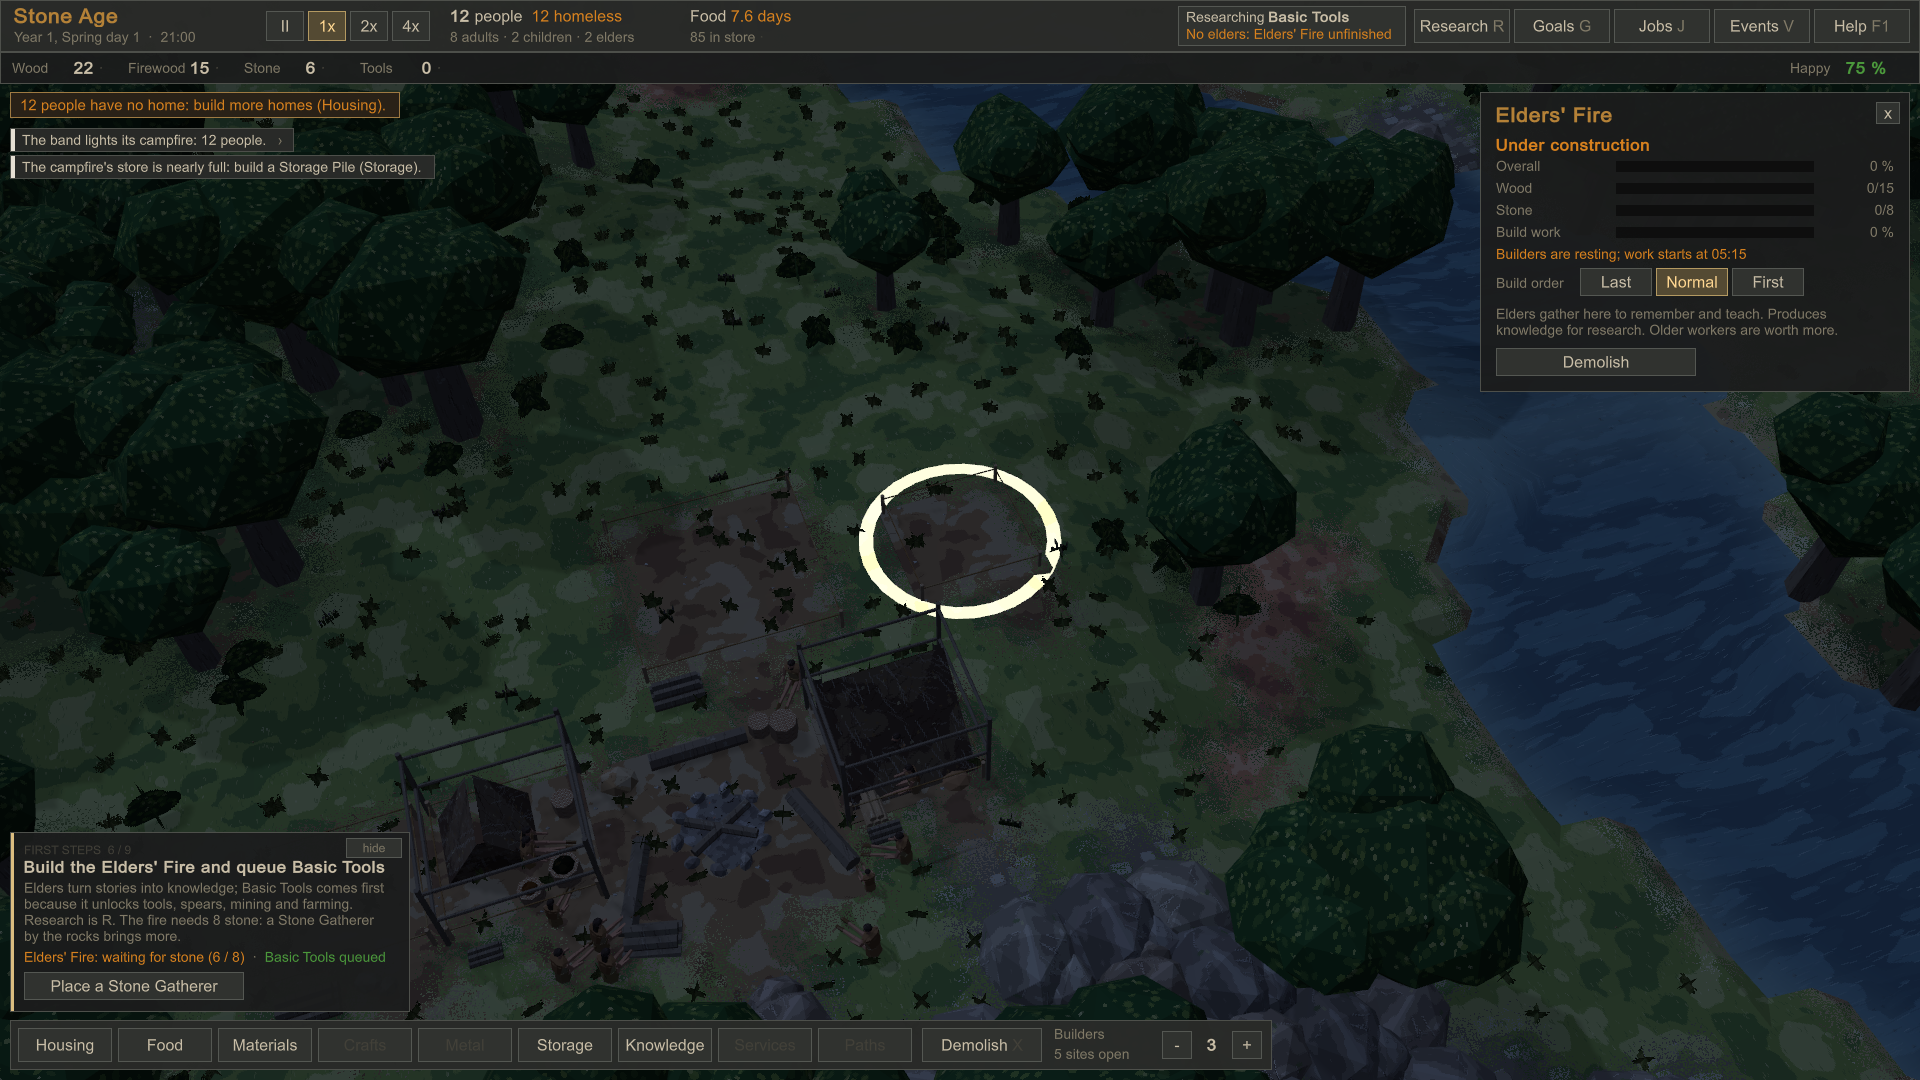 Stone Age
Year 1, Spring day 1 · 21:00
II 1x 2x 4x
12 people 12 homeless
8 adults · 2 children · 2 elders
Food 7.6 days
85 in store
Researching Basic Tools
No elders: Elders' Fire unfinished
Research R
Goals G
Jobs J
Events V
Help F1
Wood 22 Firewood 15 Stone 6 Tools 0
Happy 75 %
12 people have no home: build more homes (Housing).
The band lights its campfire: 12 people. ›
The campfire's store is nearly full: build a Storage Pile (Storage).
Elders' Fire x
Under construction
Overall 0 %
Wood 0/15
Stone 0/8
Build work 0 %
Builders are resting; work starts at 05:15
Build order Last Normal First
Elders gather here to remember and teach. Produces
knowledge for research. Older workers are worth more.
Demolish
FIRST STEPS 6 / 9 hide
Build the Elders' Fire and queue Basic Tools
Elders turn stories into knowledge; Basic Tools comes first
because it unlocks tools, spears, mining and farming.
Research is R. The fire needs 8 stone: a Stone Gatherer
by the rocks brings more.
Elders' Fire: waiting for stone (6 / 8) · Basic Tools queued
Place a Stone Gatherer
Housing Food Materials Crafts Metal Storage Knowledge Services Paths Demolish X
Builders
5 sites open
- 3 +